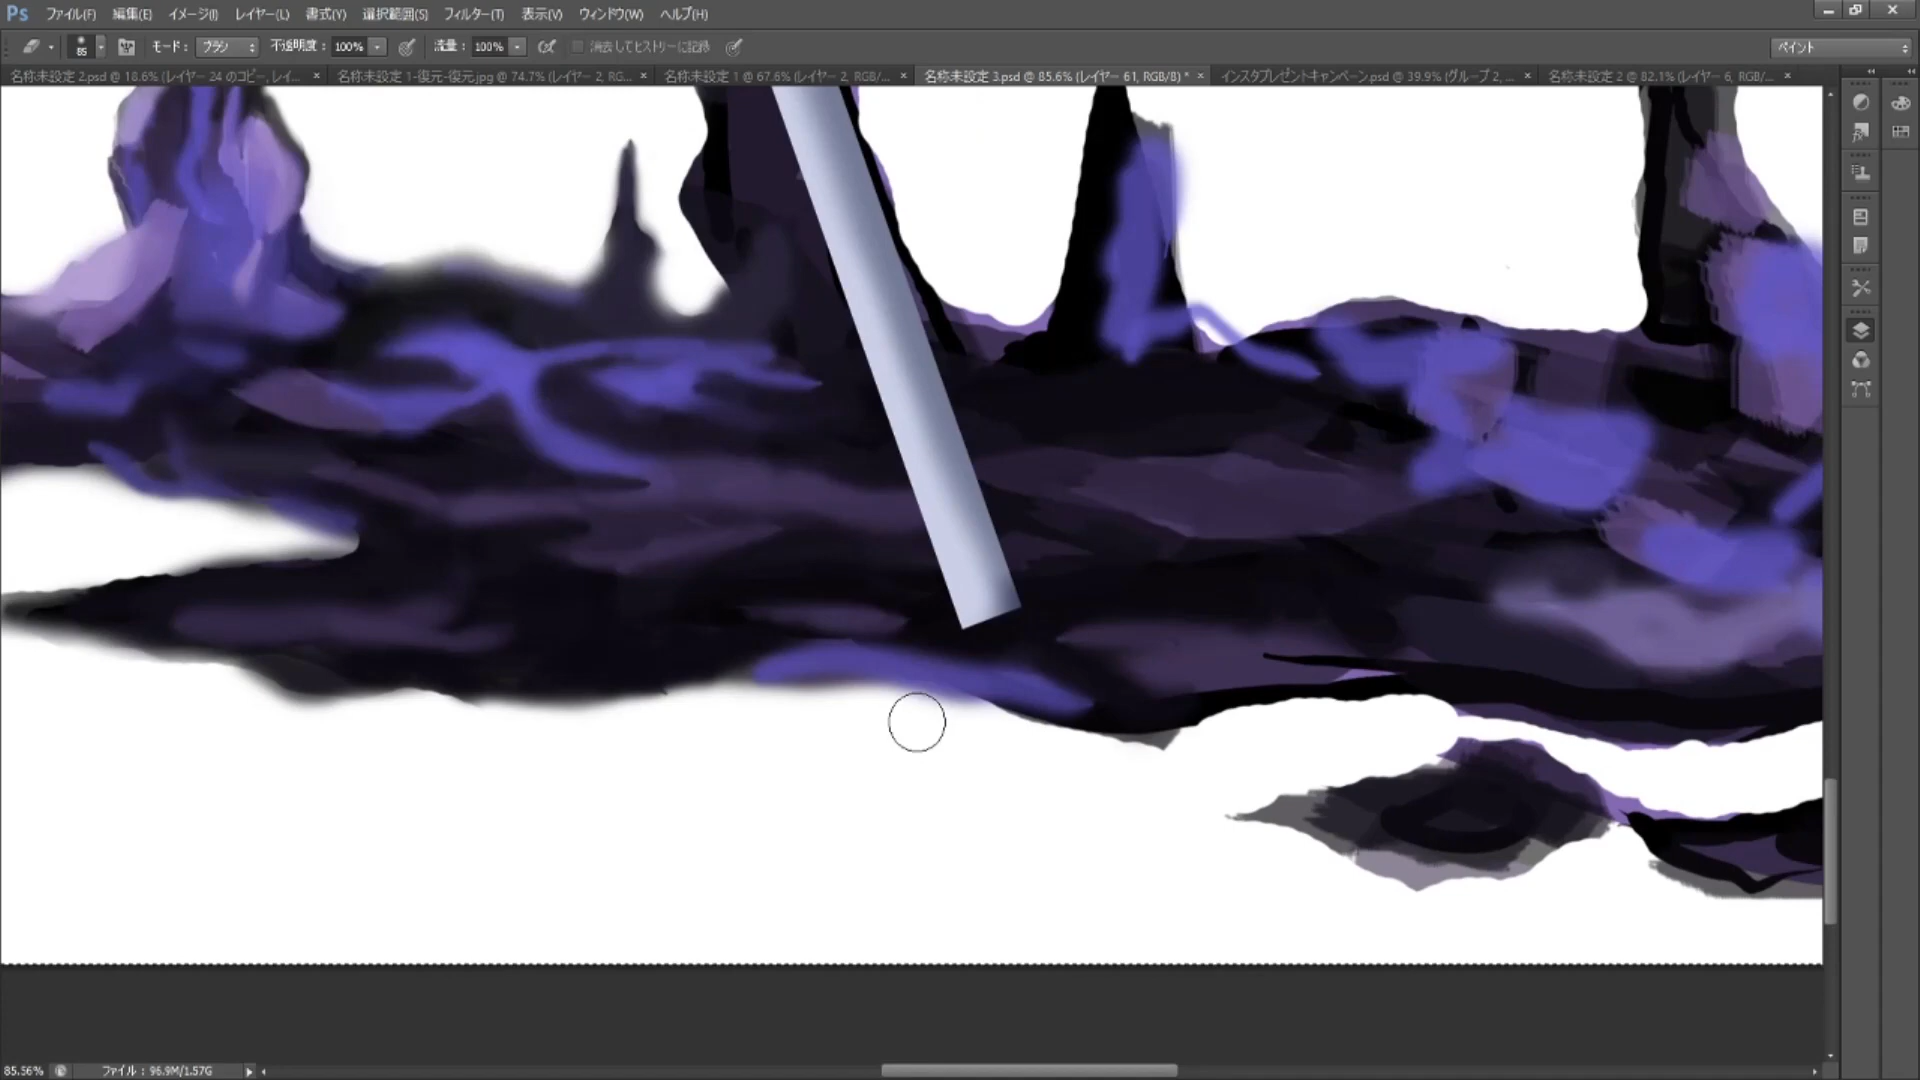 Ps ファイル(F) 編集(E) イメージ(I) レイヤー(L) 書式(Y) 選択範囲(S) フィルター(T) 表示(V) ウィンドウ(W) ヘルプ(H)
85 モード: ブラシ 不透明度: 100% 流量: 100% 消去してヒストリーに記録 ペイント
名称未設定 2.psd @ 18.6% (レイヤー 24 のコピー, レイ... × 名称未設定 1-復元-復元.jpg @ 74.7% (レイヤー 2, RG... × 名称未設定 1 @ 67.6% (レイヤー 2, RGB/... × 名称未設定 3.psd @ 85.6% (レイヤー 61, RGB/8) * × インスタプレゼントキャンペーン.psd @ 39.9% (グループ 2, ... × 名称未設定 2 @ 82.1% (レイヤー 6, RGB/... ×
85.56% ファイル: 96.9M/1.57G